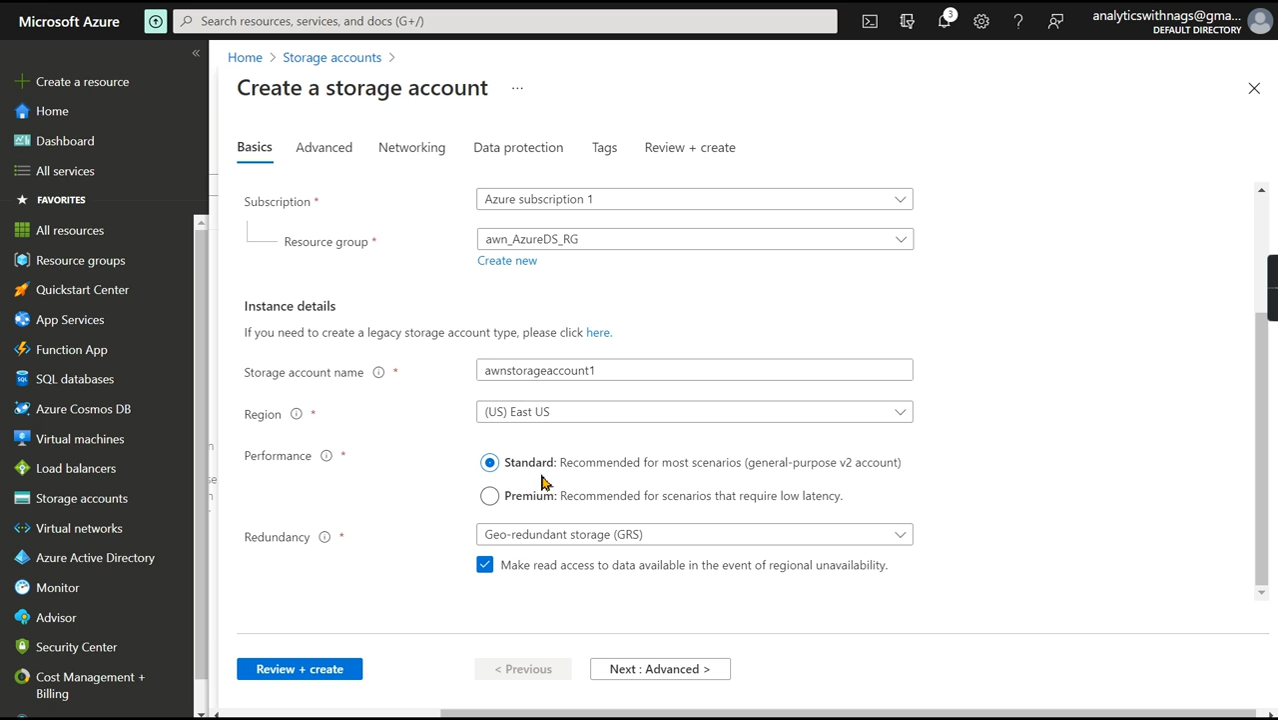 Microsoft Azure
Search resources, services, and docs (G+/)
3
analyticswithnags@gma...
DEFAULT DIRECTORY
Create a resource
Home
Dashboard
All services
FAVORITES
All resources
Resource groups
Quickstart Center
App Services
Function App
SQL databases
Azure Cosmos DB
Virtual machines
Load balancers
Storage accounts
Virtual networks
Azure Active Directory
Monitor
Advisor
Security Center
Cost Management +
Billing
Home > Storage accounts >
Create a storage account ...
Basics Advanced Networking Data protection Tags Review + create
Subscription * Azure subscription 1
Resource group * awn_AzureDS_RG
Create new
Instance details
If you need to create a legacy storage account type, please click here.
Storage account name * awnstorageaccount1
Region * (US) East US
Performance * Standard: Recommended for most scenarios (general-purpose v2 account)
Premium: Recommended for scenarios that require low latency.
Redundancy * Geo-redundant storage (GRS)
Make read access to data available in the event of regional unavailability.
Review + create < Previous Next : Advanced >